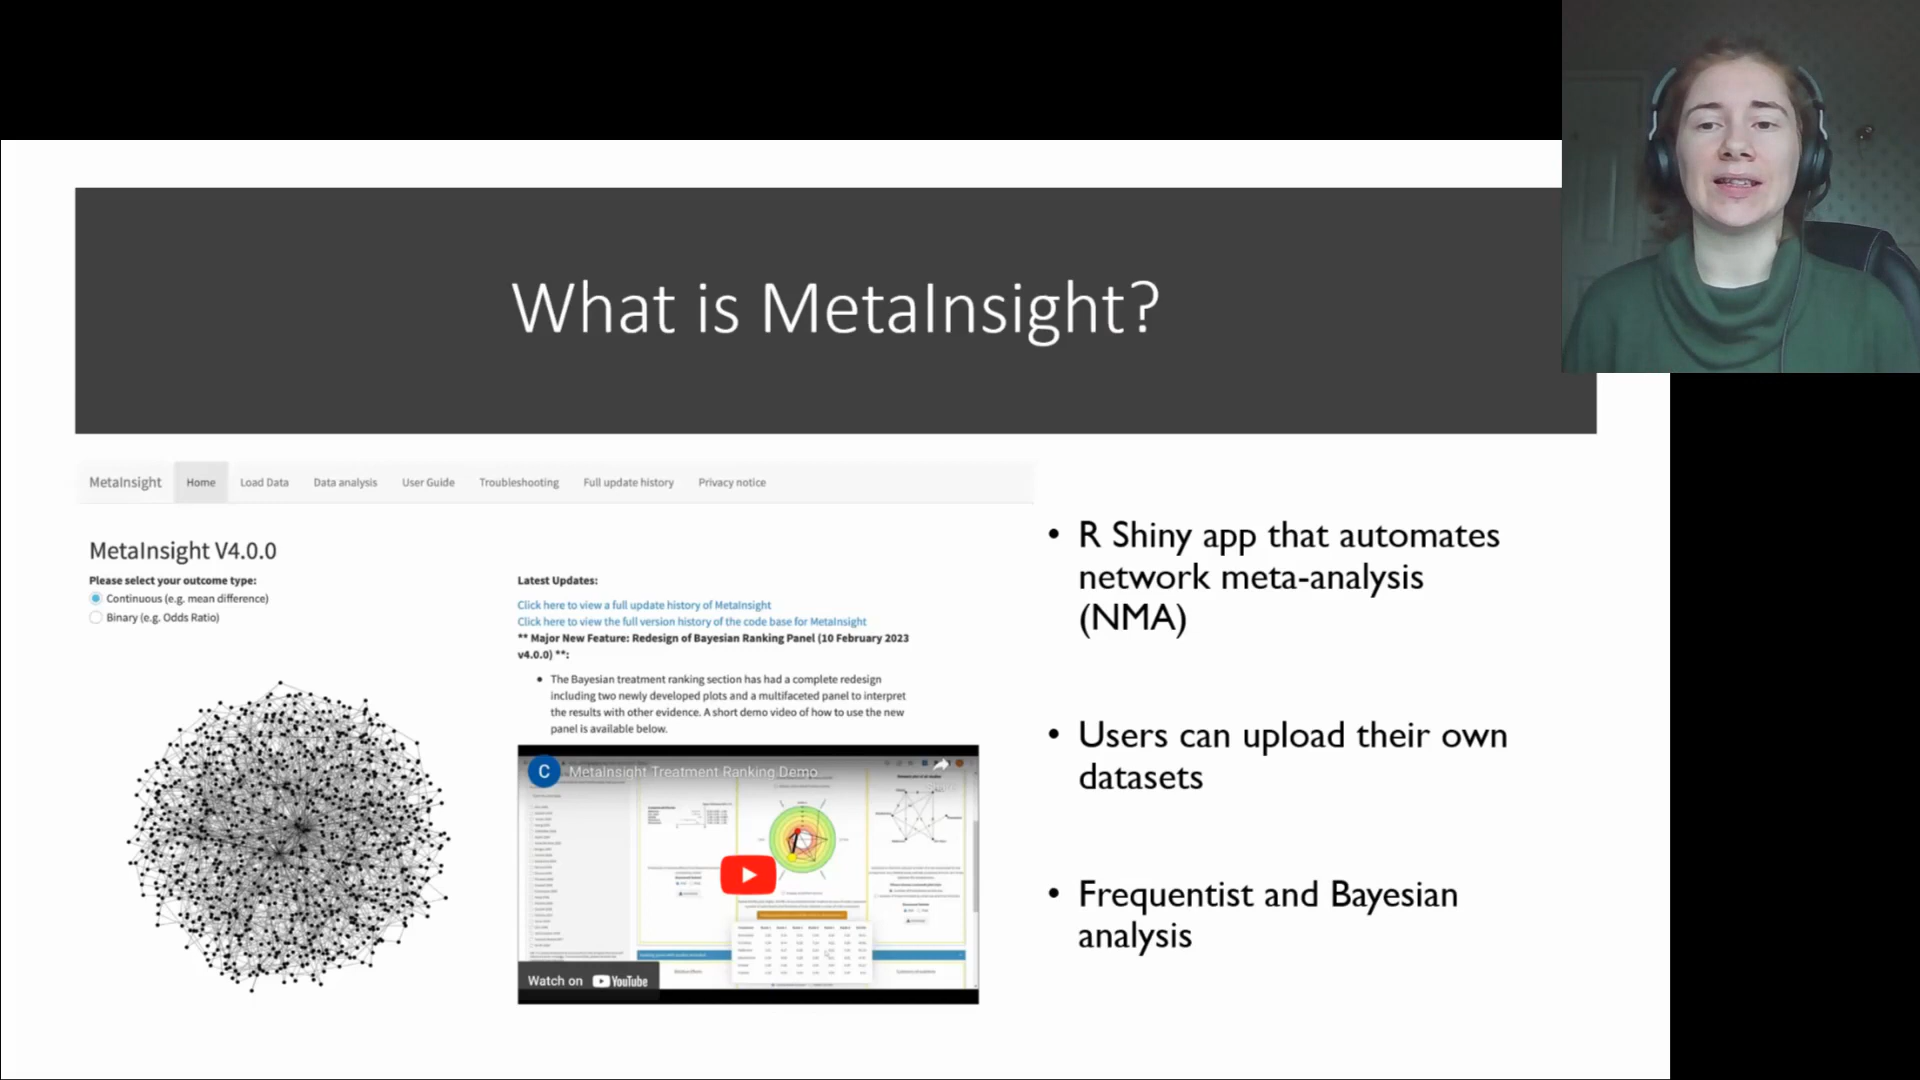 What is MetaInsight?
MetaInsight Home Load Data Data analysis User Guide Troubleshooting Full update history Privacy notice
MetaInsight V4.0.0
Please select your outcome type:
Continuous (e.g. mean difference)
Binary (e.g. Odds Ratio)
Latest Updates:
Click here to view a full update history of MetaInsight
Click here to view the full version history of the code base for MetaInsight
** Major New Feature: Redesign of Bayesian Ranking Panel (10 February 2023
v4.0.0) **:
• The Bayesian treatment ranking section has had a complete redesign
including two newly developed plots and a multifaceted panel to interpret
the results with other evidence. A short demo video of how to use the new
panel is available below.
C MetaInsight Treatment Ranking Demo
Watch on YouTube
• R Shiny app that automates
network meta-analysis
(NMA)
• Users can upload their own
datasets
• Frequentist and Bayesian
analysis